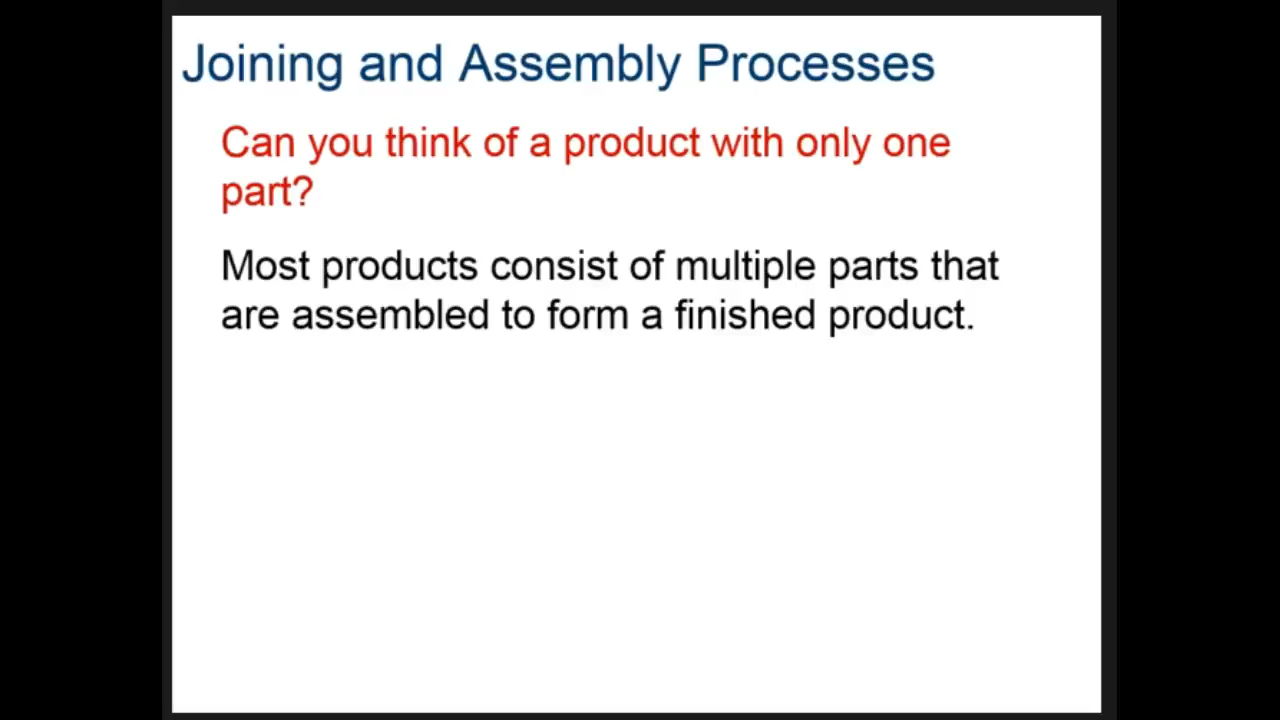 Joining and Assembly Processes
Can you think of a product with only one
part?
Most products consist of multiple parts that
are assembled to form a finished product.